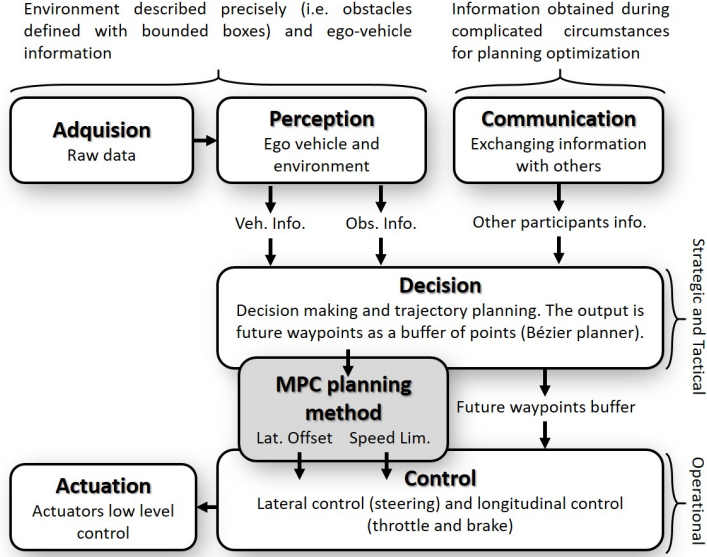 Environment described precisely (i.e. obstacles
defined with bounded boxes) and ego-vehicle
information
Information obtained during
complicated circumstances
for planning optimization
Adquision
Raw data
Perception
Ego vehicle and
environment
Communication
Exchanging information
with others
Veh. Info.
Obs. Info.
Other participants info.
Decision
Decision making and trajectory planning. The output is
future waypoints as a buffer of points (Bézier planner).
Strategic and Tactical
MPC planning
method
Lat. Offset Speed Lim.
Future waypoints buffer
Control
Lateral control (steering) and longitudinal control
(throttle and brake)
Operational
Actuation
Actuators low level
control